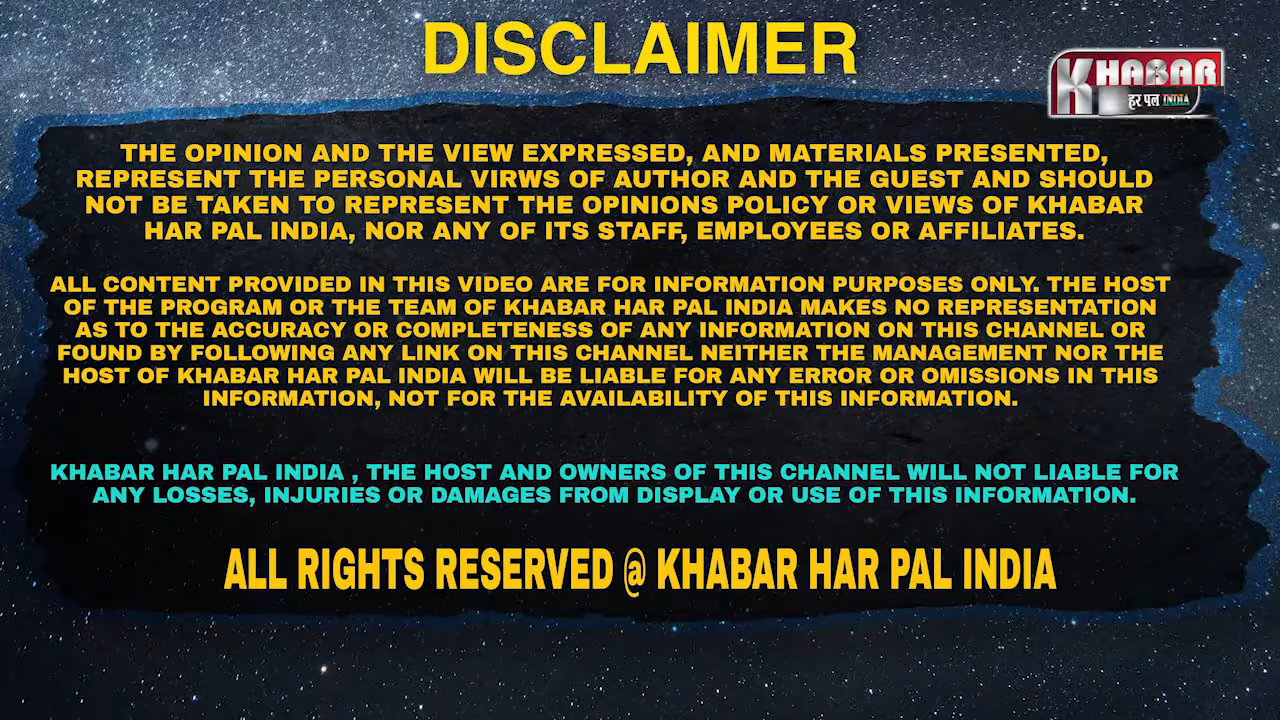 DISCLAIMER
KHABAR
हर पल INDIA
THE OPINION AND THE VIEW EXPRESSED, AND MATERIALS PRESENTED,
REPRESENT THE PERSONAL VIRWS OF AUTHOR AND THE GUEST AND SHOULD
NOT BE TAKEN TO REPRESENT THE OPINIONS POLICY OR VIEWS OF KHABAR
HAR PAL INDIA, NOR ANY OF ITS STAFF, EMPLOYEES OR AFFILIATES.
ALL CONTENT PROVIDED IN THIS VIDEO ARE FOR INFORMATION PURPOSES ONLY. THE HOST
OF THE PROGRAM OR THE TEAM OF KHABAR HAR PAL INDIA MAKES NO REPRESENTATION
AS TO THE ACCURACY OR COMPLETENESS OF ANY INFORMATION ON THIS CHANNEL OR
FOUND BY FOLLOWING ANY LINK ON THIS CHANNEL NEITHER THE MANAGEMENT NOR THE
HOST OF KHABAR HAR PAL INDIA WILL BE LIABLE FOR ANY ERROR OR OMISSIONS IN THIS
INFORMATION, NOT FOR THE AVAILABILITY OF THIS INFORMATION.
KHABAR HAR PAL INDIA , THE HOST AND OWNERS OF THIS CHANNEL WILL NOT LIABLE FOR
ANY LOSSES, INJURIES OR DAMAGES FROM DISPLAY OR USE OF THIS INFORMATION.
ALL RIGHTS RESERVED @ KHABAR HAR PAL INDIA